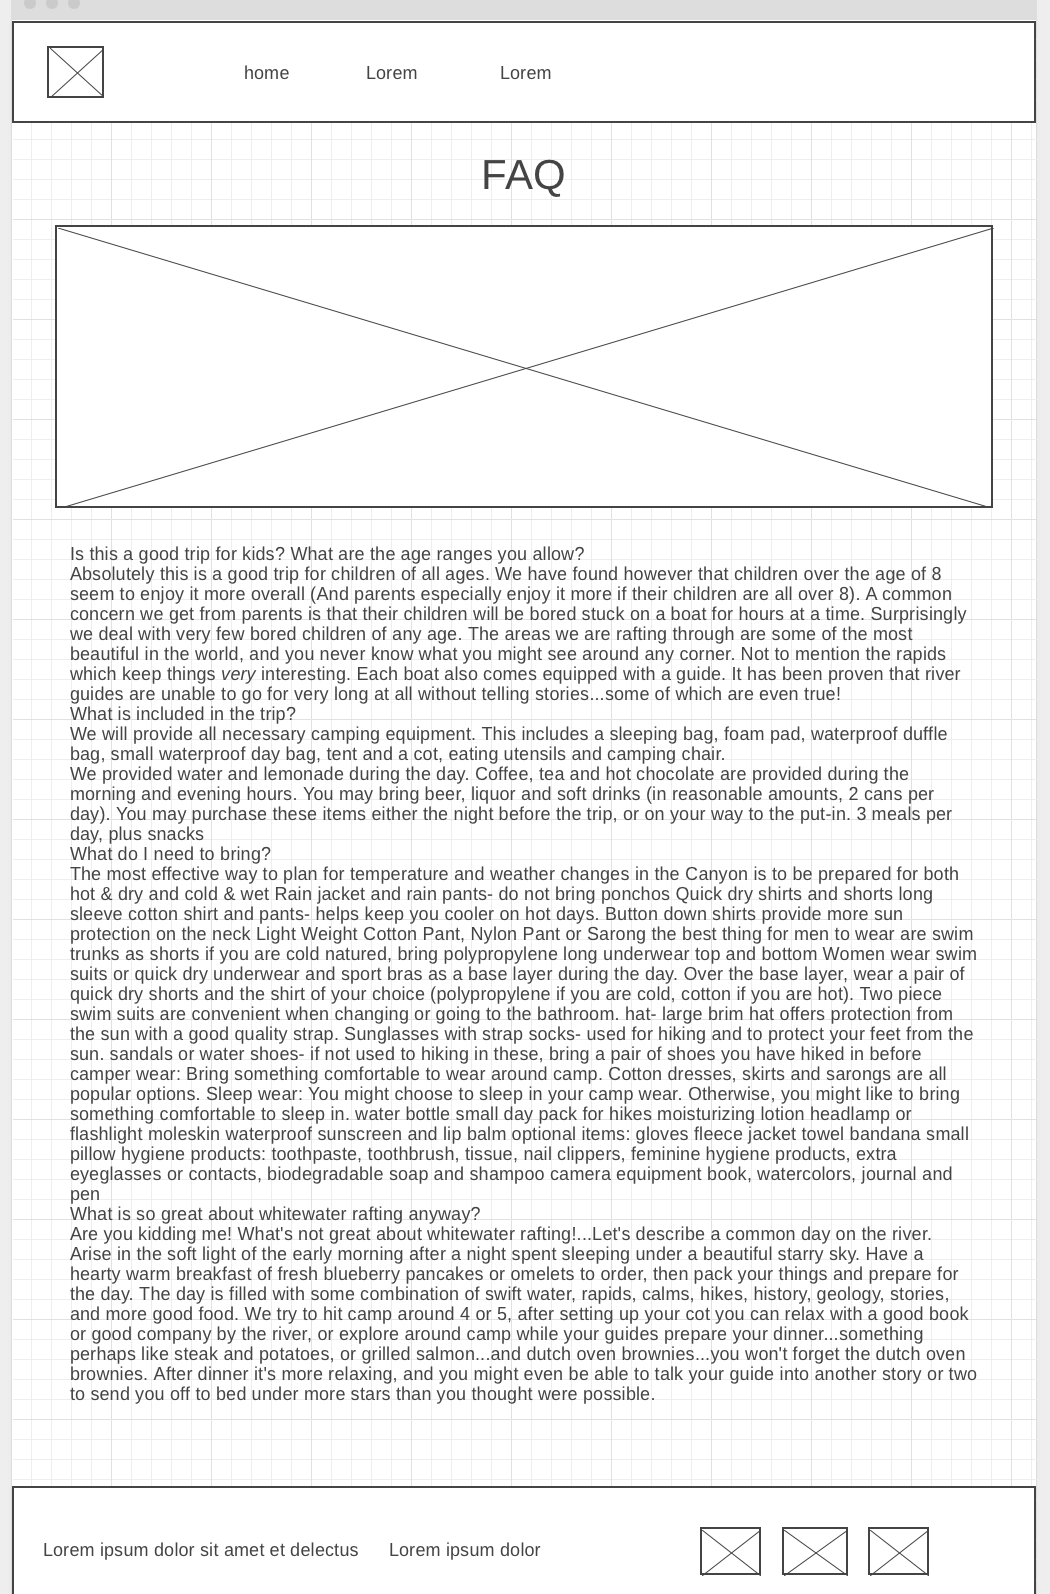 home Lorem Lorem
FAQ
Is this a good trip for kids? What are the age ranges you allow?
Absolutely this is a good trip for children of all ages. We have found however that children over the age of 8
seem to enjoy it more overall (And parents especially enjoy it more if their children are all over 8). A common
concern we get from parents is that their children will be bored stuck on a boat for hours at a time. Surprisingly
we deal with very few bored children of any age. The areas we are rafting through are some of the most
beautiful in the world, and you never know what you might see around any corner. Not to mention the rapids
which keep things very interesting. Each boat also comes equipped with a guide. It has been proven that river
guides are unable to go for very long at all without telling stories...some of which are even true!
What is included in the trip?
We will provide all necessary camping equipment. This includes a sleeping bag, foam pad, waterproof duffle
bag, small waterproof day bag, tent and a cot, eating utensils and camping chair.
We provided water and lemonade during the day. Coffee, tea and hot chocolate are provided during the
morning and evening hours. You may bring beer, liquor and soft drinks (in reasonable amounts, 2 cans per
day). You may purchase these items either the night before the trip, or on your way to the put-in. 3 meals per
day, plus snacks
What do I need to bring?
The most effective way to plan for temperature and weather changes in the Canyon is to be prepared for both
hot & dry and cold & wet Rain jacket and rain pants- do not bring ponchos Quick dry shirts and shorts long
sleeve cotton shirt and pants- helps keep you cooler on hot days. Button down shirts provide more sun
protection on the neck Light Weight Cotton Pant, Nylon Pant or Sarong the best thing for men to wear are swim
trunks as shorts if you are cold natured, bring polypropylene long underwear top and bottom Women wear swim
suits or quick dry underwear and sport bras as a base layer during the day. Over the base layer, wear a pair of
quick dry shorts and the shirt of your choice (polypropylene if you are cold, cotton if you are hot). Two piece
swim suits are convenient when changing or going to the bathroom. hat- large brim hat offers protection from
the sun with a good quality strap. Sunglasses with strap socks- used for hiking and to protect your feet from the
sun. sandals or water shoes- if not used to hiking in these, bring a pair of shoes you have hiked in before
camper wear: Bring something comfortable to wear around camp. Cotton dresses, skirts and sarongs are all
popular options. Sleep wear: You might choose to sleep in your camp wear. Otherwise, you might like to bring
something comfortable to sleep in. water bottle small day pack for hikes moisturizing lotion headlamp or
flashlight moleskin waterproof sunscreen and lip balm optional items: gloves fleece jacket towel bandana small
pillow hygiene products: toothpaste, toothbrush, tissue, nail clippers, feminine hygiene products, extra
eyeglasses or contacts, biodegradable soap and shampoo camera equipment book, watercolors, journal and
pen
What is so great about whitewater rafting anyway?
Are you kidding me! What's not great about whitewater rafting!...Let's describe a common day on the river.
Arise in the soft light of the early morning after a night spent sleeping under a beautiful starry sky. Have a
hearty warm breakfast of fresh blueberry pancakes or omelets to order, then pack your things and prepare for
the day. The day is filled with some combination of swift water, rapids, calms, hikes, history, geology, stories,
and more good food. We try to hit camp around 4 or 5, after setting up your cot you can relax with a good book
or good company by the river, or explore around camp while your guides prepare your dinner...something
perhaps like steak and potatoes, or grilled salmon...and dutch oven brownies...you won't forget the dutch oven
brownies. After dinner it's more relaxing, and you might even be able to talk your guide into another story or two
to send you off to bed under more stars than you thought were possible.
Lorem ipsum dolor sit amet et delectus Lorem ipsum dolor